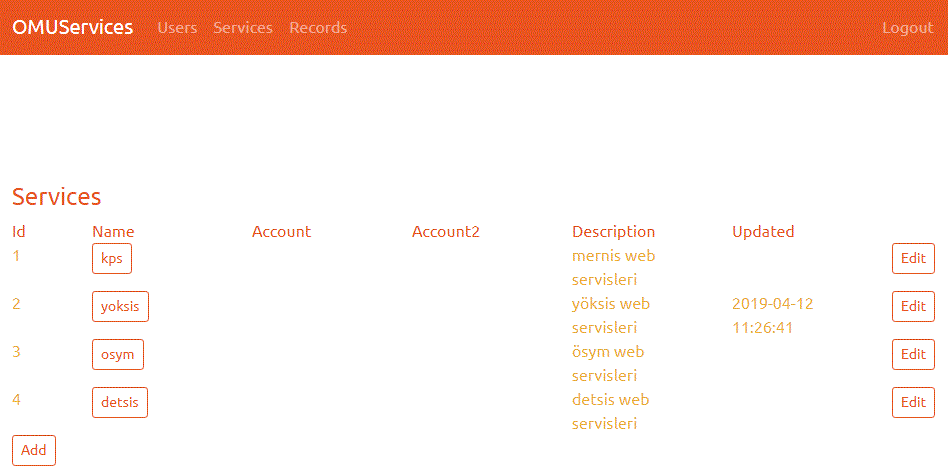 OMUServices Users Services Records Logout
Services
Id Name Account Account2 Description Updated
1 kps mernis web servisleri Edit
2 yoksis yöksis web servisleri 2019-04-12 11:26:41 Edit
3 osym ösym web servisleri Edit
4 detsis detsis web servisleri Edit
Add